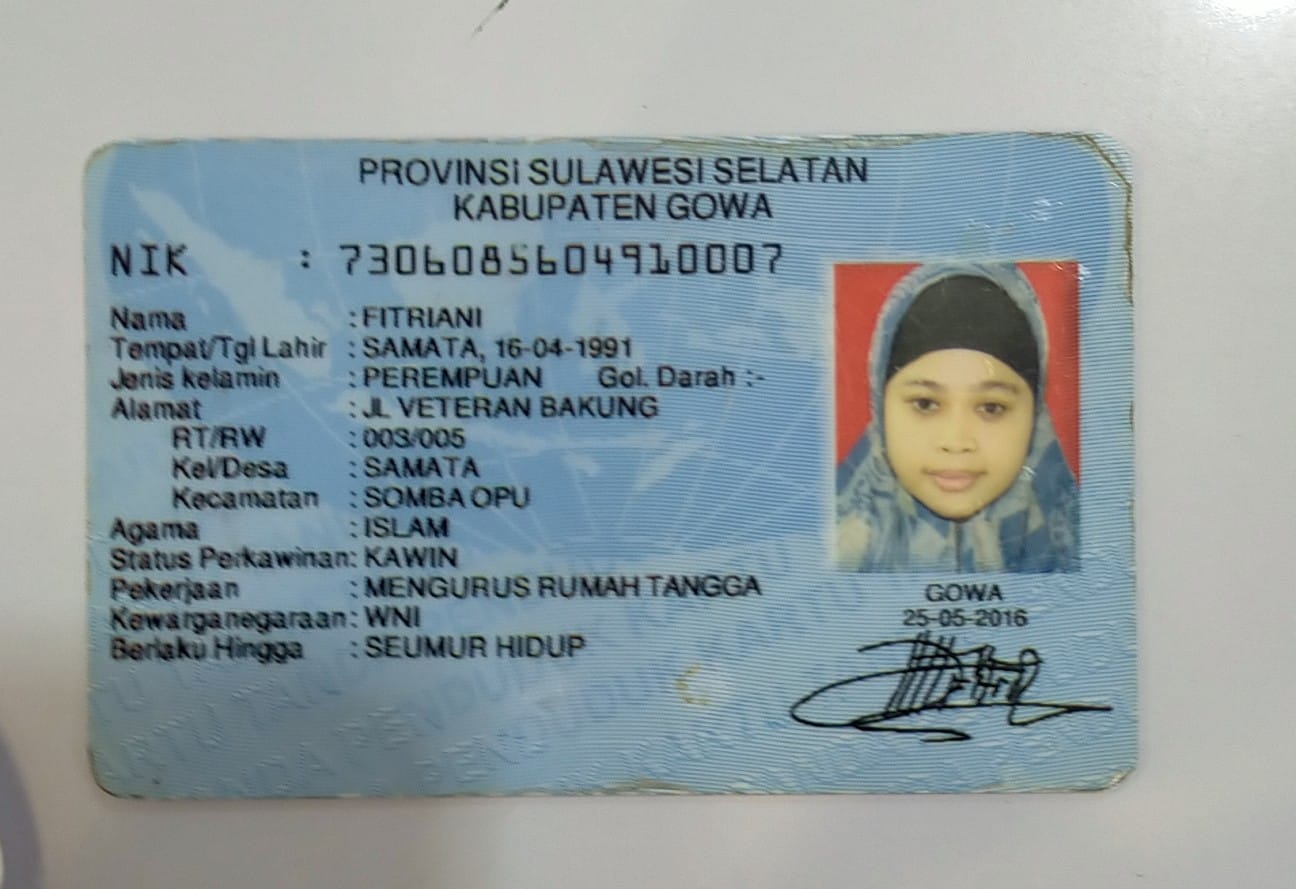 PROVINSI SULAWESI SELATAN
KABUPATEN GOWA
NIK : 7306085604910007
Nama : FITRIANI
Tempat/Tgl Lahir : SAMATA, 16-04-1991
Jenis kelamin : PEREMPUAN Gol. Darah :-
Alamat : JL VETERAN BAKUNG
RT/RW : 003/005
Kel/Desa : SAMATA
Kecamatan : SOMBA OPU
Agama : ISLAM
Status Perkawinan: KAWIN
Pekerjaan : MENGURUS RUMAH TANGGA
Kewarganegaraan: WNI
Berlaku Hingga : SEUMUR HIDUP
GOWA
25-05-2016